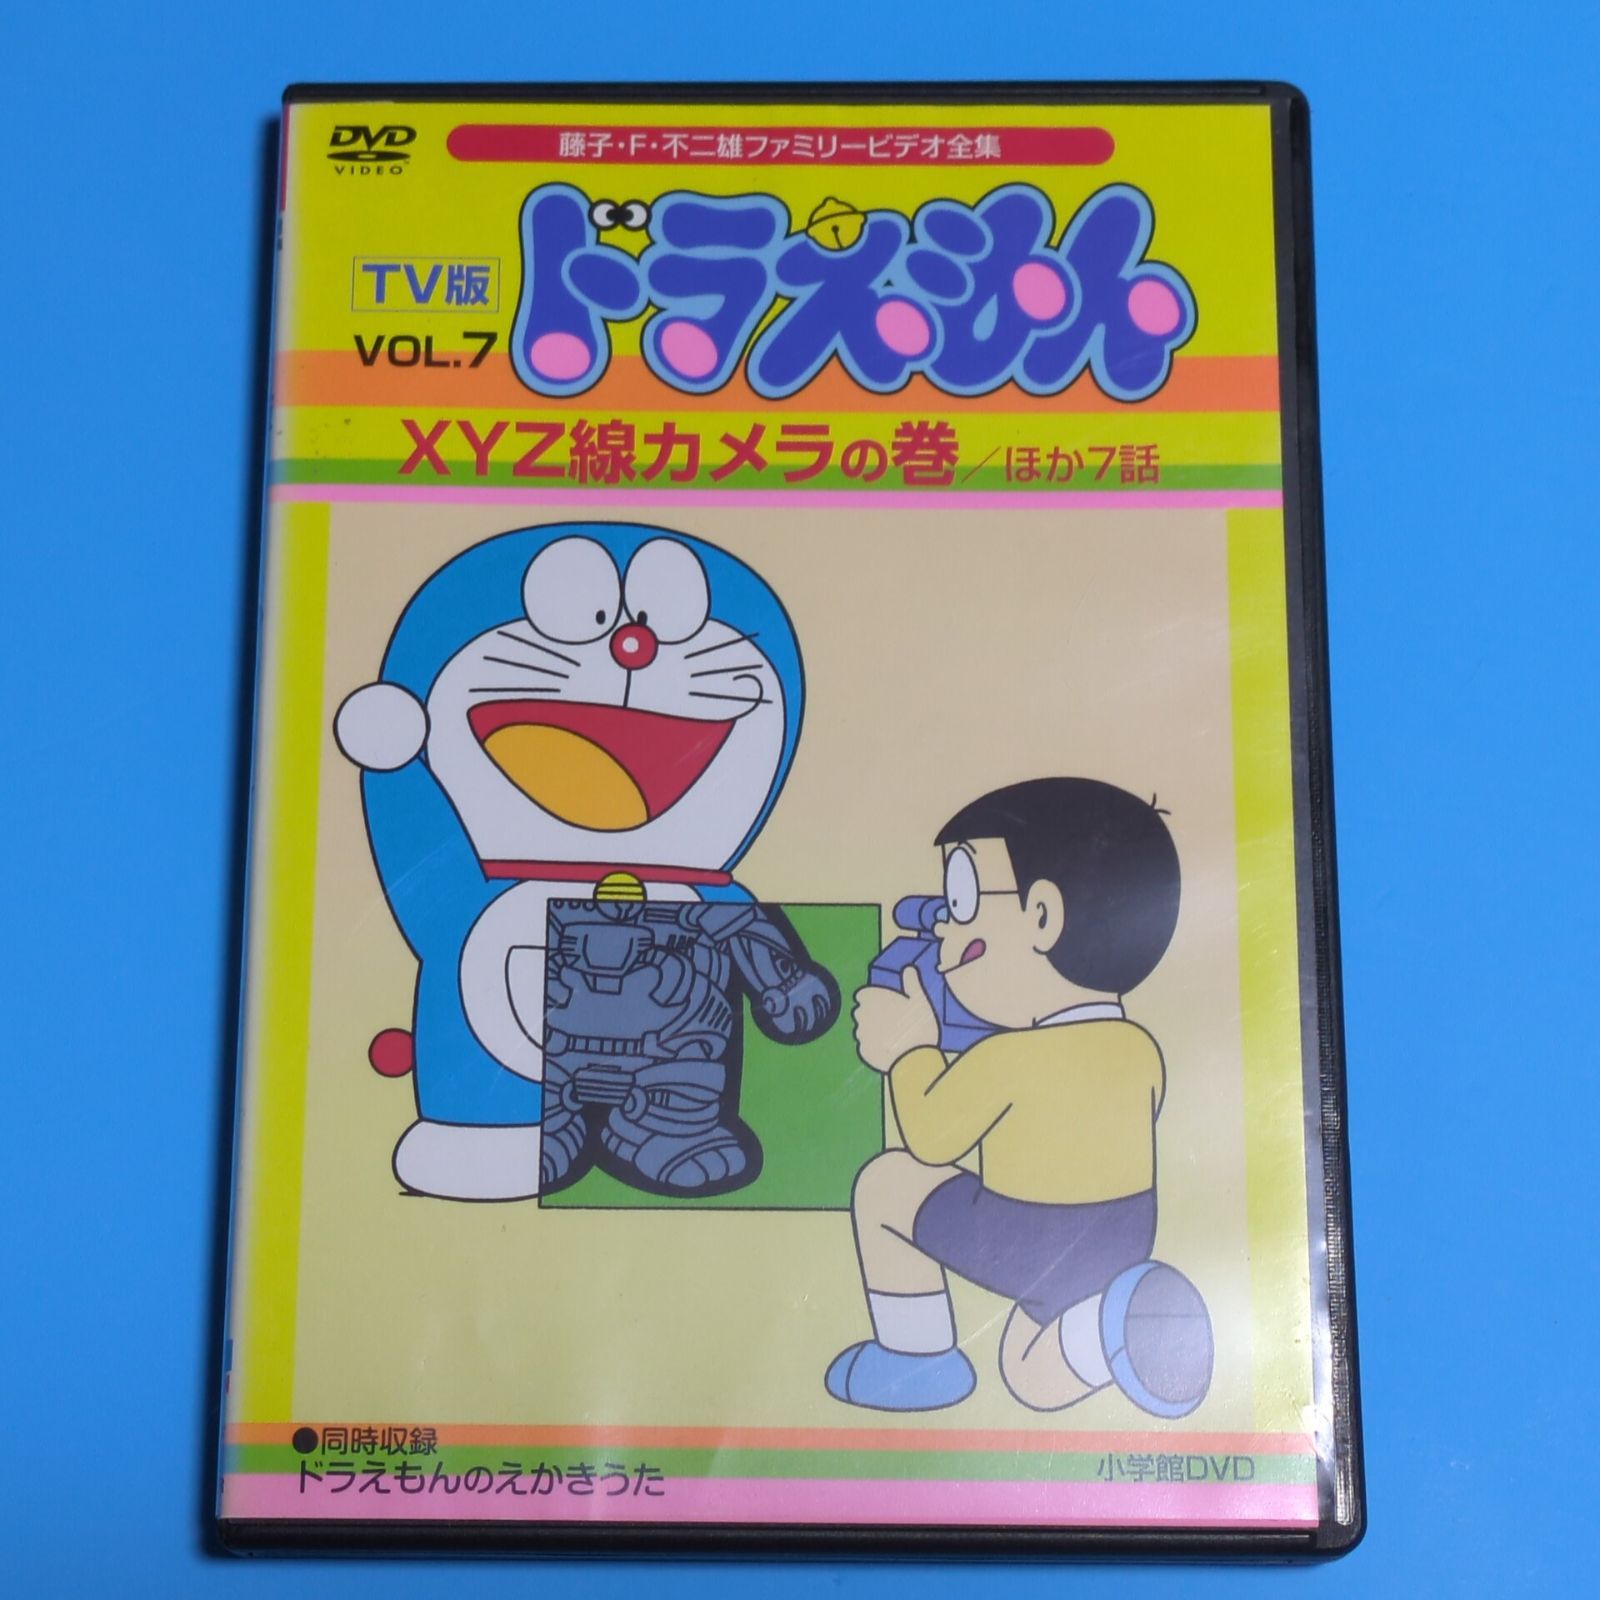 DVD
VIDEO
藤子・F・不二雄ファミリービデオ全集
TV版
VOL.7
ドラえもん
XYZ線カメラの巻/ほか7話
●同時収録
ドラえもんのえかきうた
小学館DVD